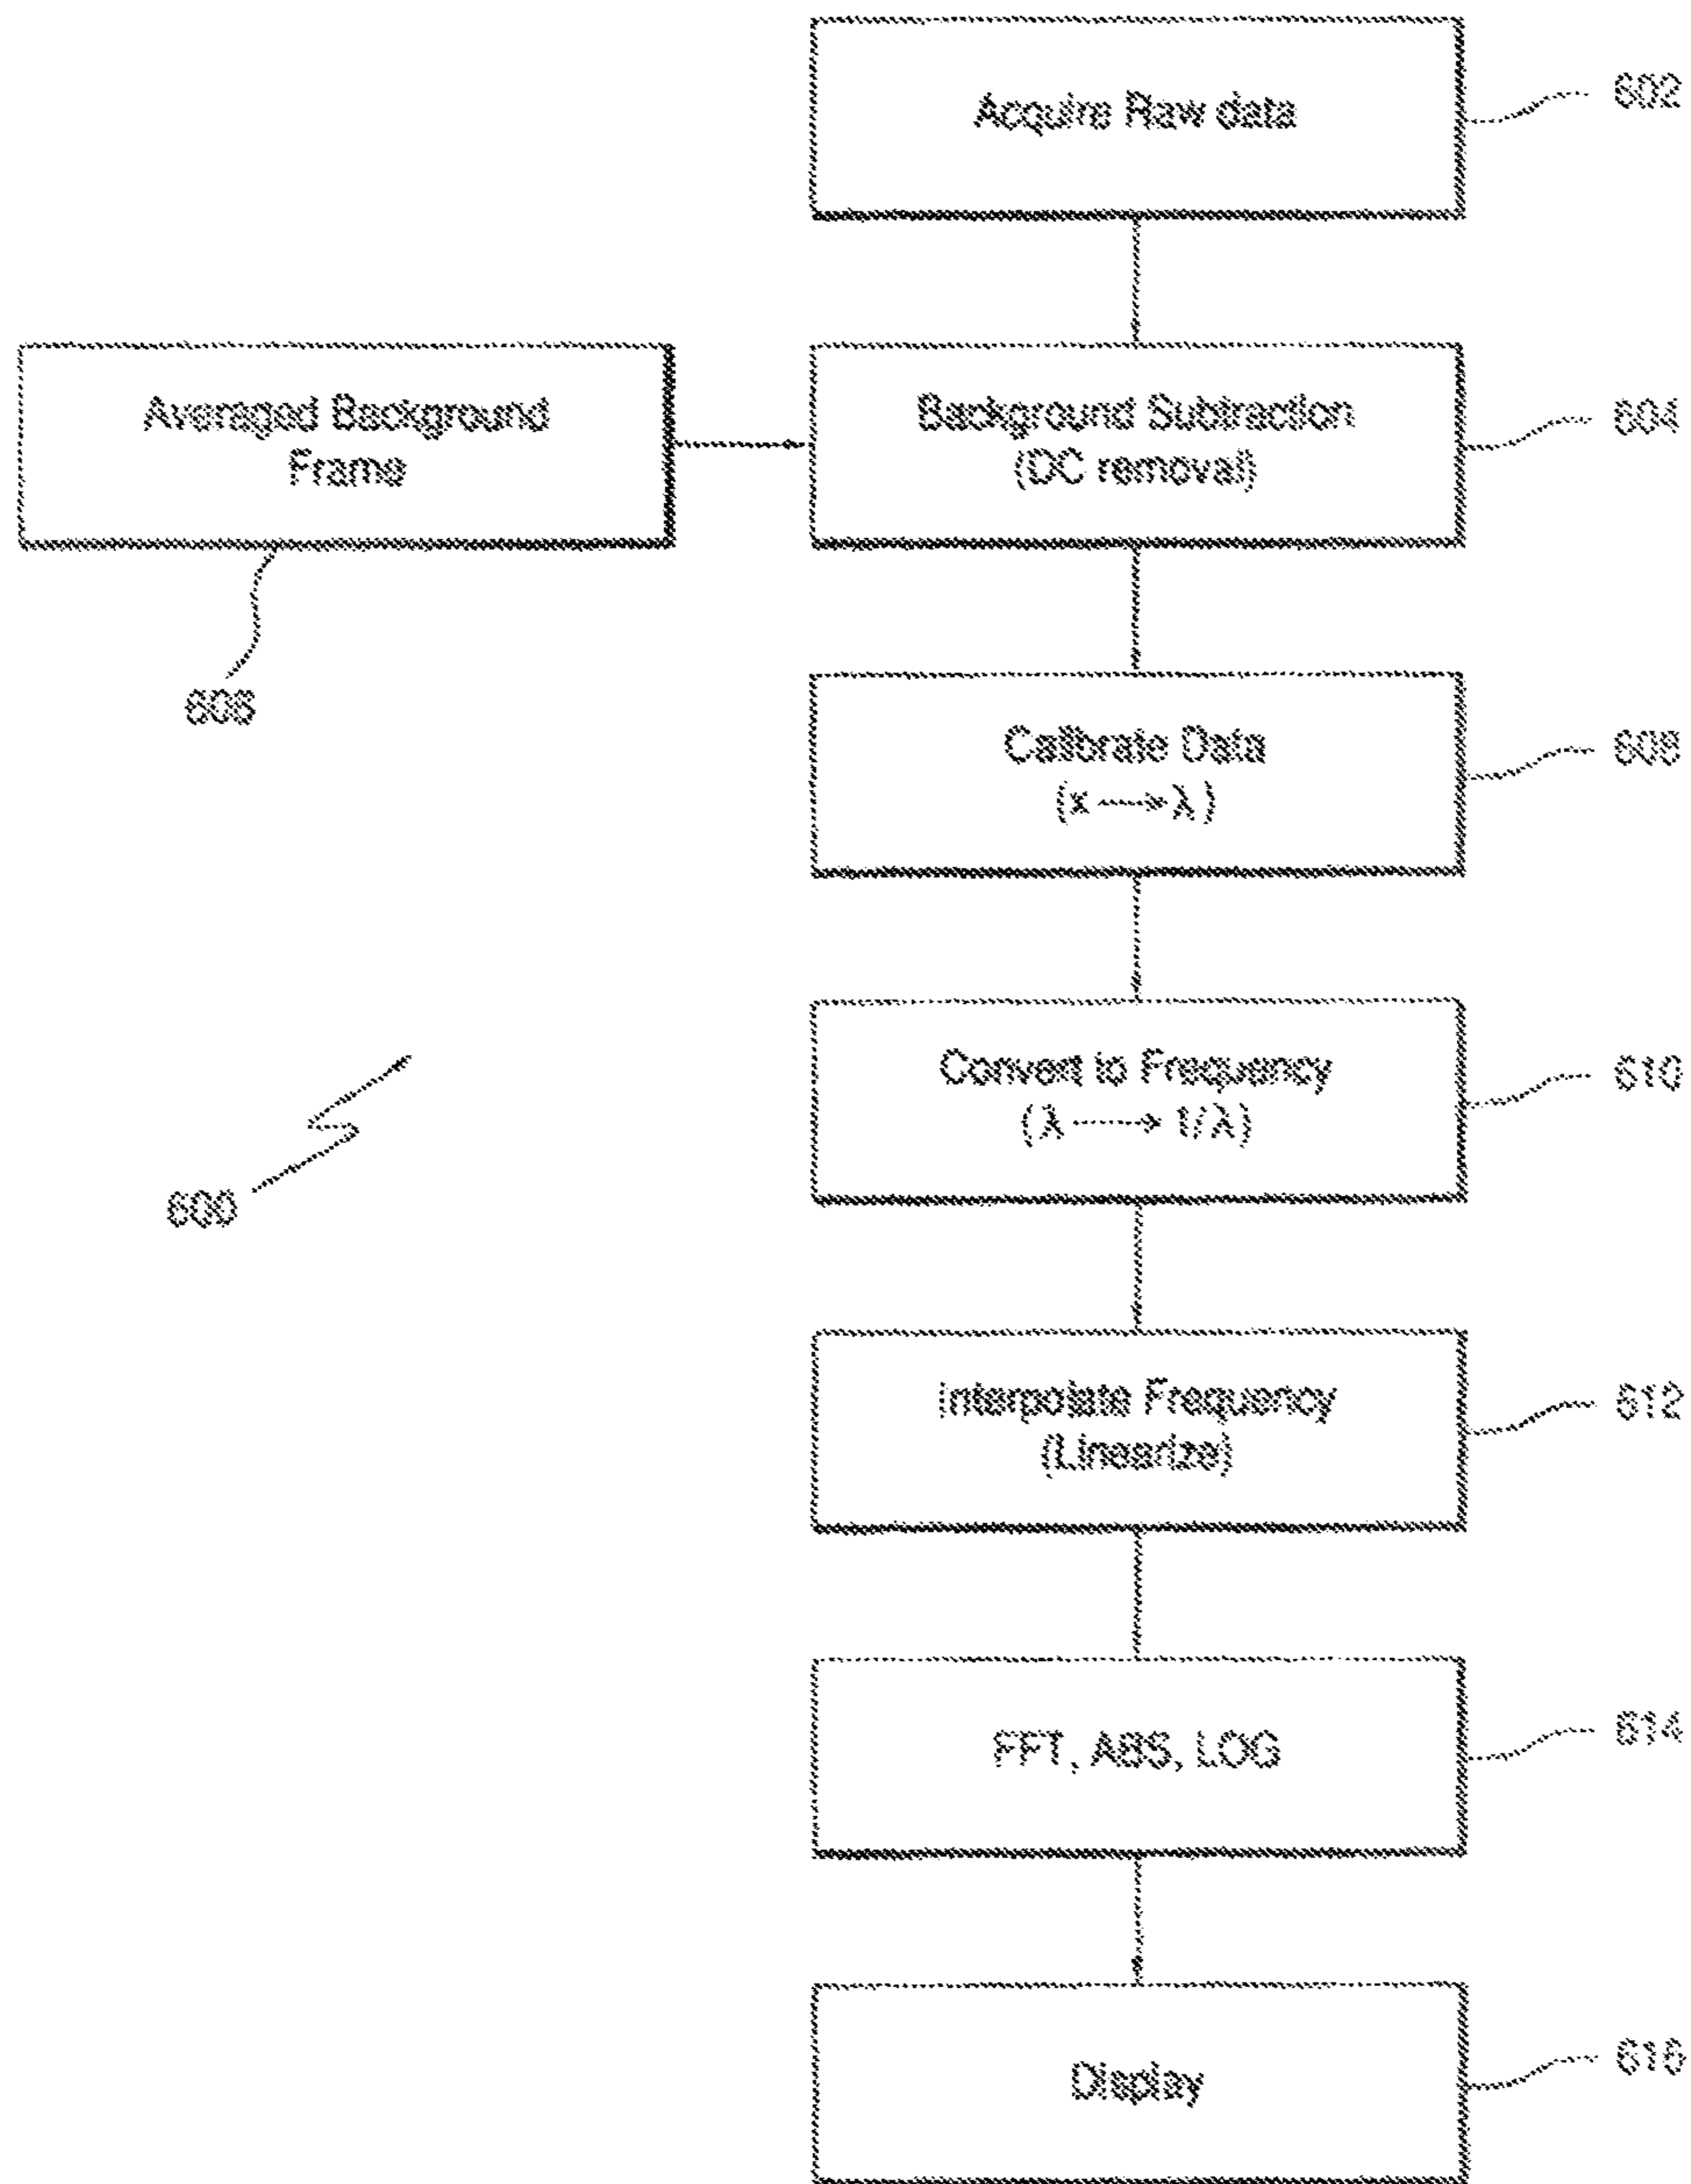 Acquire Raw data
602
Averaged Background
Frame
606
Background Subtraction
(DC removal)
604
Calibrate Data
(x → λ)
608
Convert to Frequency
(λ → 1/λ)
610
600
Interpolate Frequency
(Linearize)
612
FFT, ABS, LOG
614
Display
616